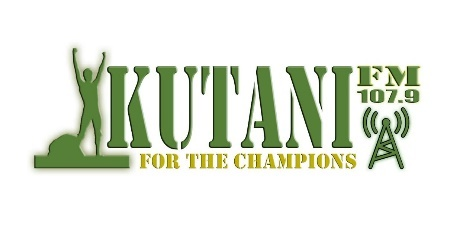 KUTANI
FM
107.9
FOR THE CHAMPIONS